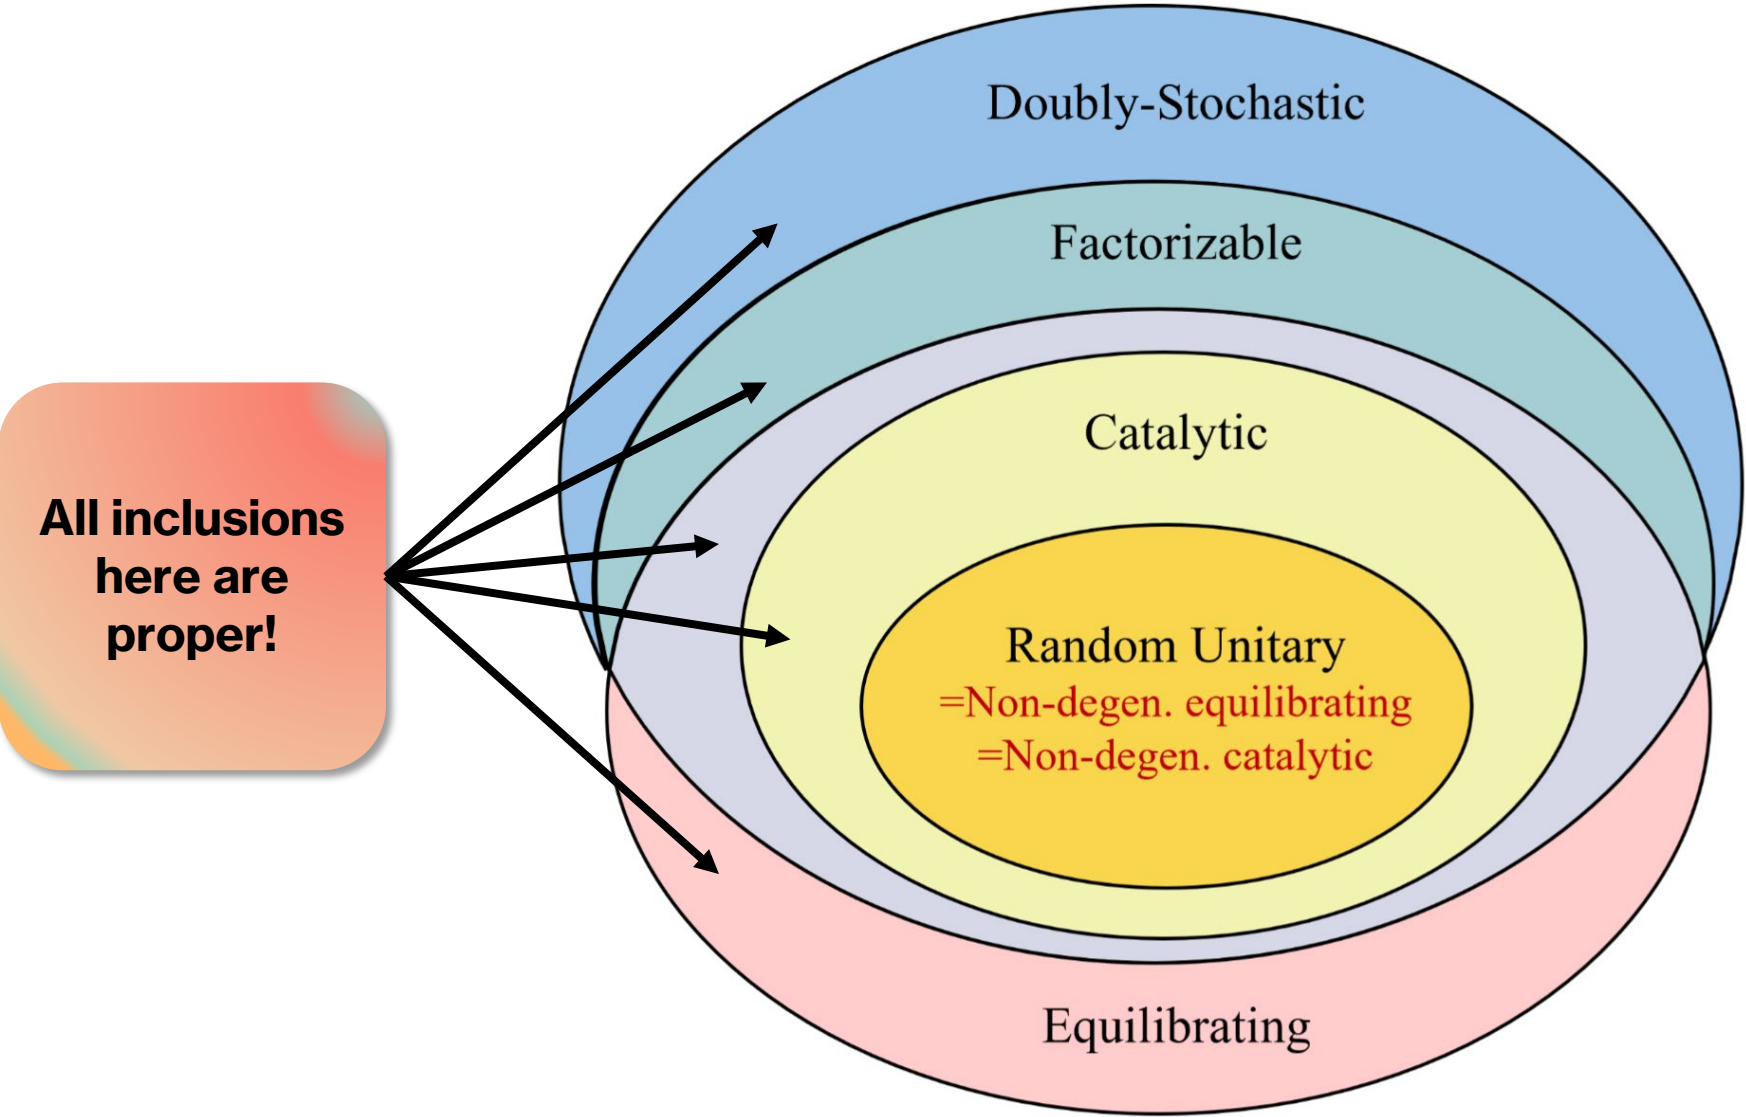 Doubly-Stochastic
Factorizable
Catalytic
All inclusions
here are
proper!
Random Unitary
=Non-degen. equilibrating
=Non-degen. catalytic
Equilibrating